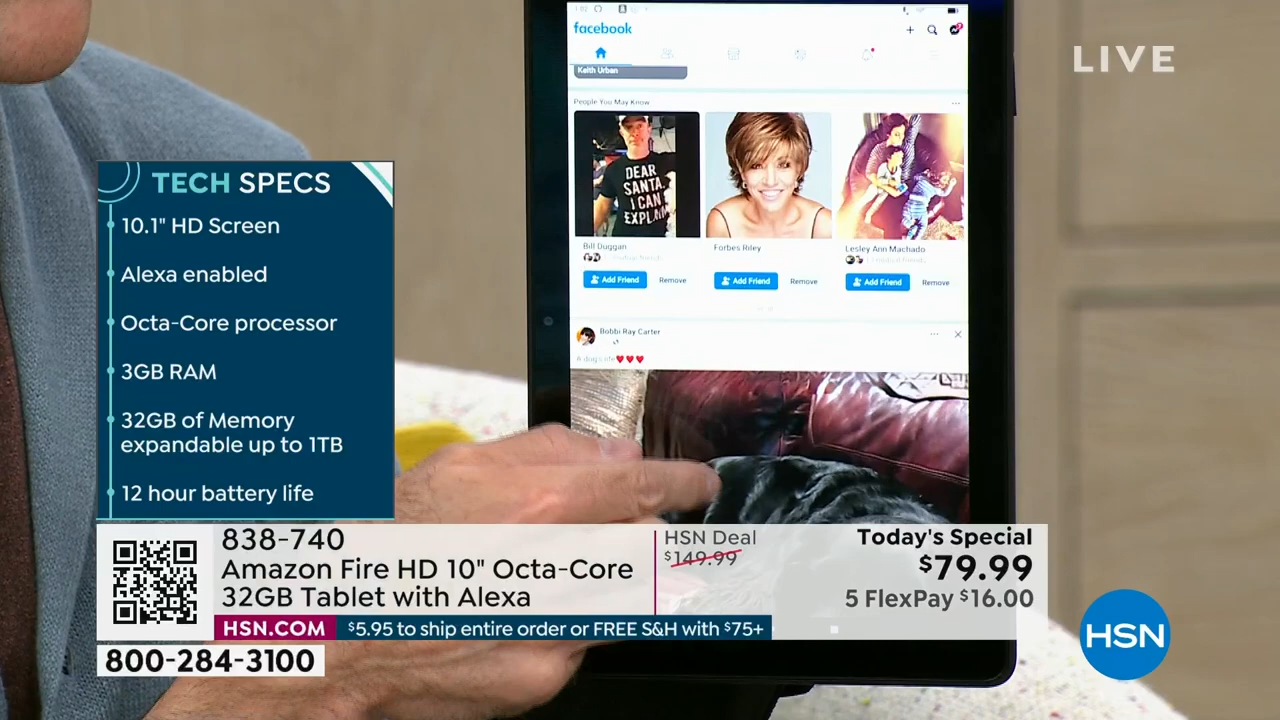 facebook
LIVE
Keith Urban
People You May Know
DEAR
SANTA,
I CAN
EXPLAIN
Bill Duggan
Forbes Riley
Lesley Ann Machado
Add Friend
Remove
Add Friend
Remove
Add Friend
Remove
Bobbi Ray Carter
A dog's life
TECH SPECS
10.1" HD Screen
Alexa enabled
Octa-Core processor
3GB RAM
32GB of Memory
expandable up to 1TB
12 hour battery life
838-740
Amazon Fire HD 10" Octa-Core
32GB Tablet with Alexa
HSN Deal
$149.99
Today's Special
$79.99
5 FlexPay $16.00
HSN.COM
$5.95 to ship entire order or FREE S&H with $75+
800-284-3100
HSN